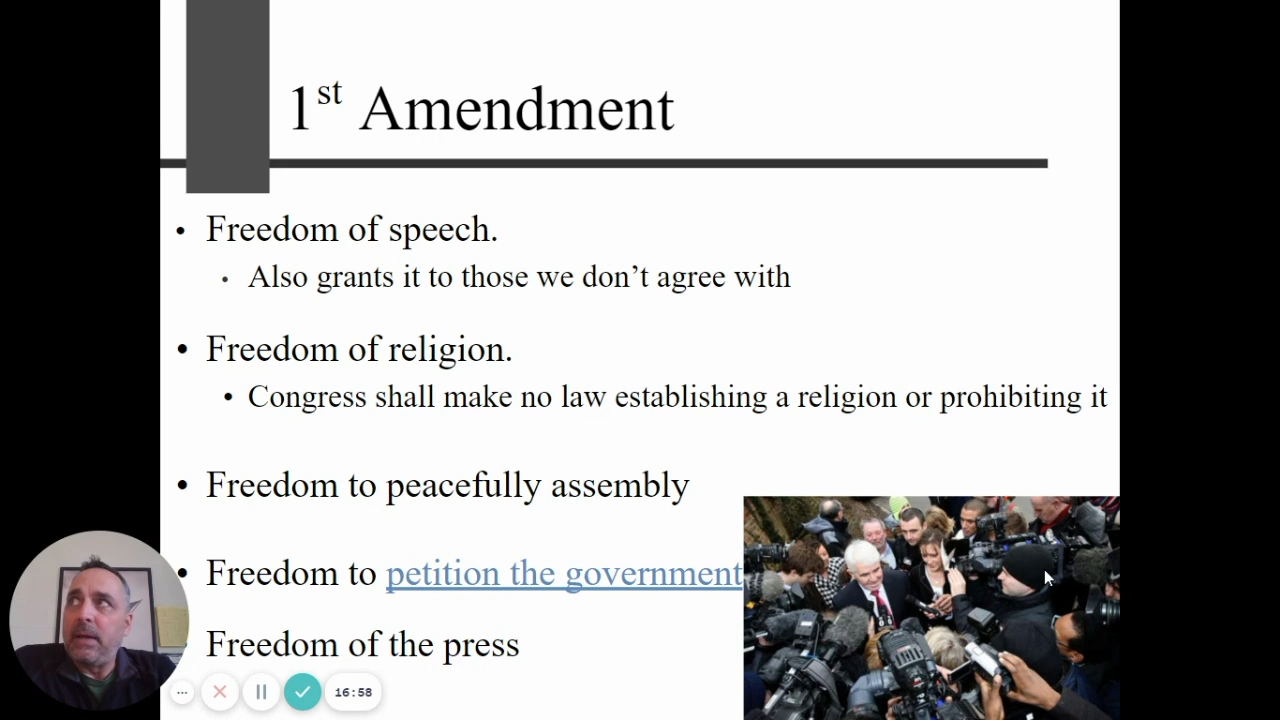 1st Amendment
• Freedom of speech.
• Also grants it to those we don’t agree with
• Freedom of religion.
• Congress shall make no law establishing a religion or prohibiting it
• Freedom to peacefully assembly
• Freedom to petition the government
Freedom of the press
16:58